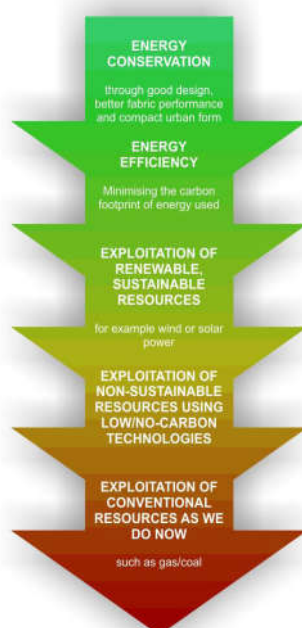 ENERGY
CONSERVATION
through good design,
better fabric performance
and compact urban form
ENERGY
EFFICIENCY
Minimising the carbon
footprint of energy used
EXPLOITATION OF
RENEWABLE,
SUSTAINABLE
RESOURCES
for example wind or solar
power
EXPLOITATION OF
NON-SUSTAINABLE
RESOURCES USING
LOW/NO-CARBON
TECHNOLOGIES
EXPLOITATION OF
CONVENTIONAL
RESOURCES AS WE
DO NOW
such as gas/coal